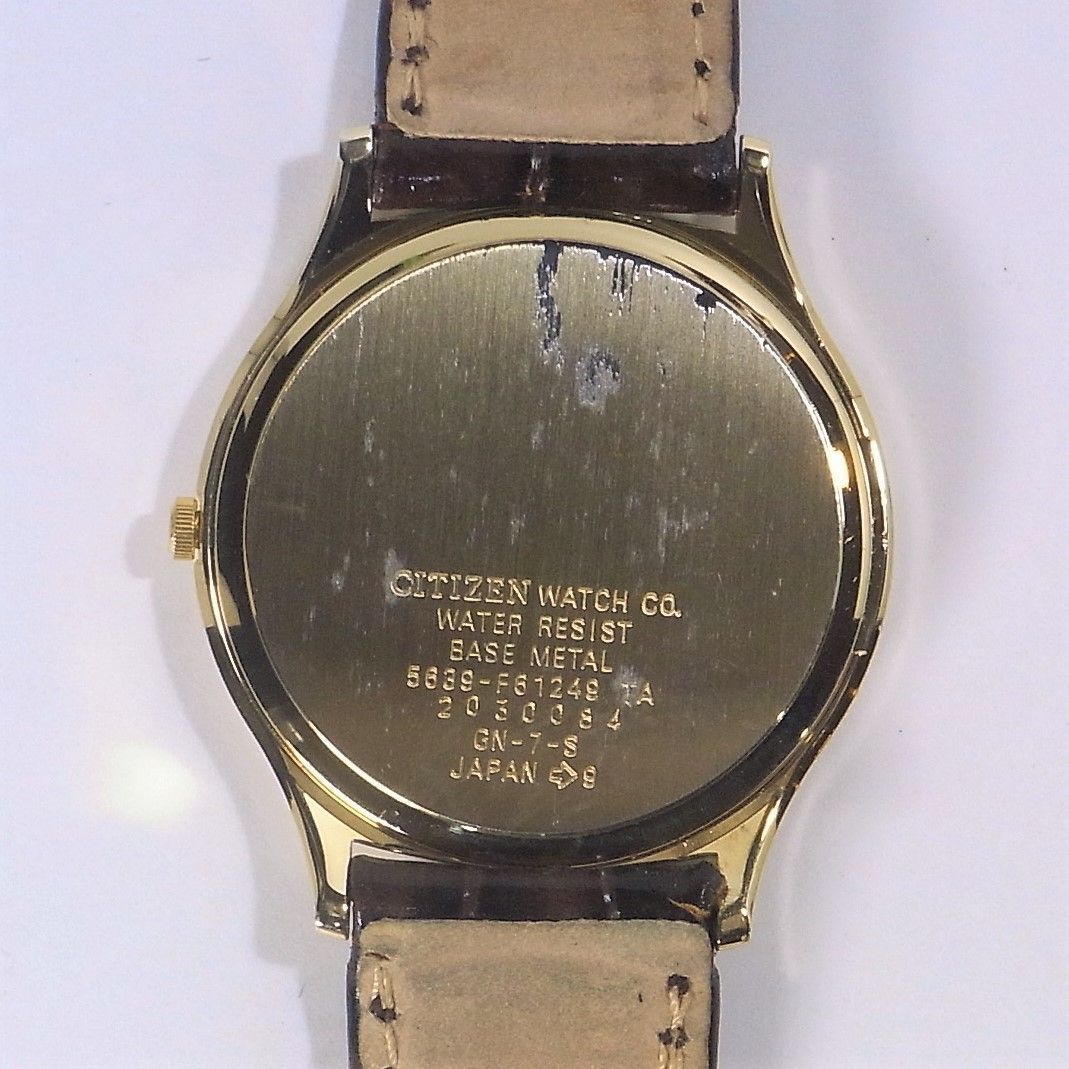 CITIZEN WATCH CO.
WATER RESIST
BASE METAL
5639-F61249 TA
2030084
GN-7-S
JAPAN 9